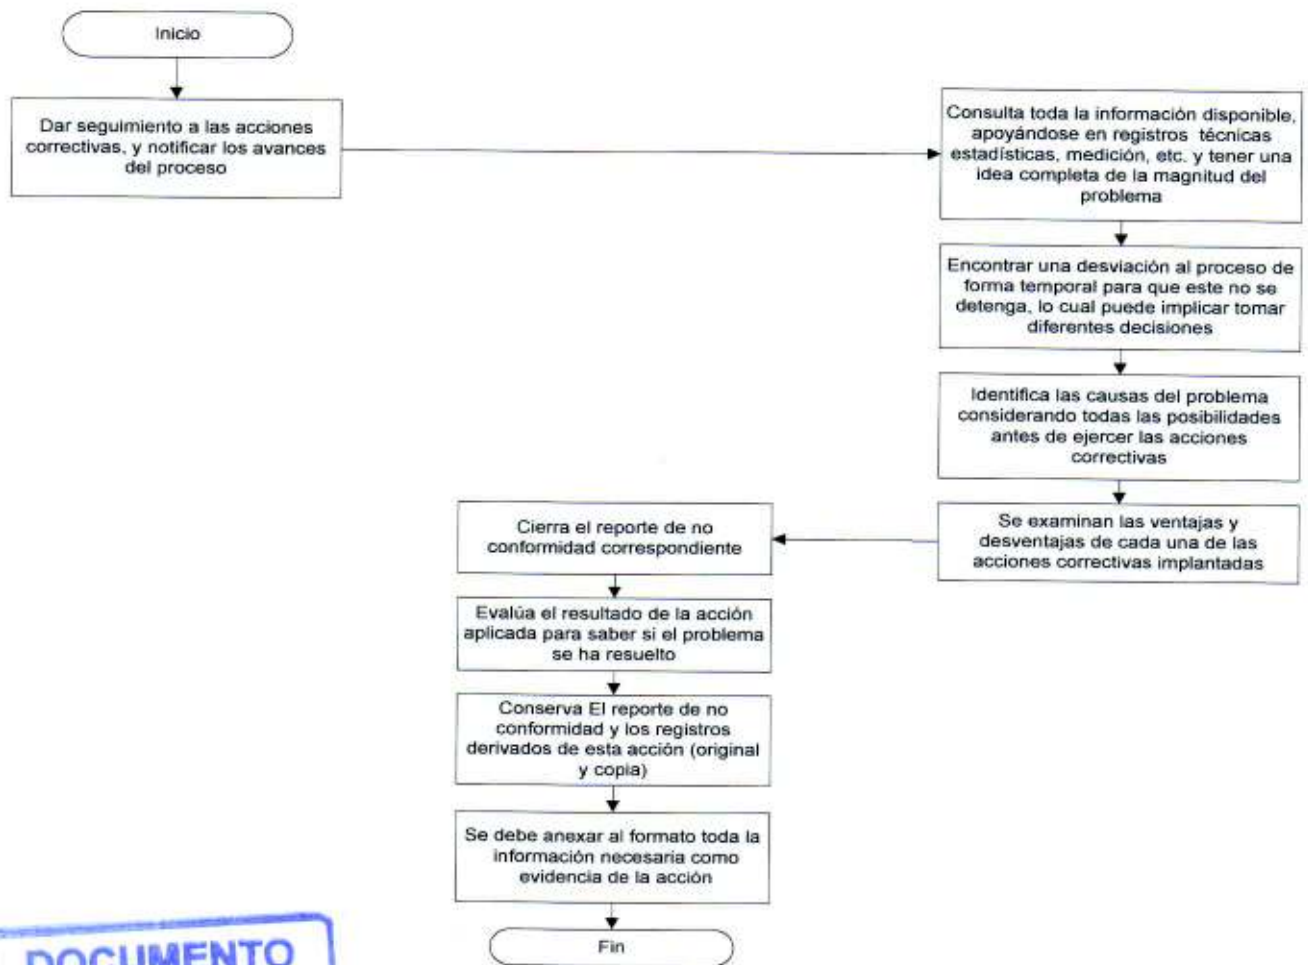 Inicio
Dar seguimiento a las acciones
correctivas, y notificar los avances
del proceso
Consulta toda la información disponible,
apoyándose en registros técnicas
estadísticas, medición, etc. y tener una
idea completa de la magnitud del
problema
Encontrar una desviación al proceso de
forma temporal para que este no se
detenga, lo cual puede implicar tomar
diferentes decisiones
Identifica las causas del problema
considerando todas las posibilidades
antes de ejercer las acciones
correctivas
Se examinan las ventajas y
desventajas de cada una de las
acciones correctivas implantadas
Cierra el reporte de no
conformidad correspondiente
Evalúa el resultado de la acción
aplicada para saber si el problema
se ha resuelto
Conserva El reporte de no
conformidad y los registros
derivados de esta acción (original
y copia)
Se debe anexar al formato toda la
información necesaria como
evidencia de la acción
Fin
DOCUMENTO